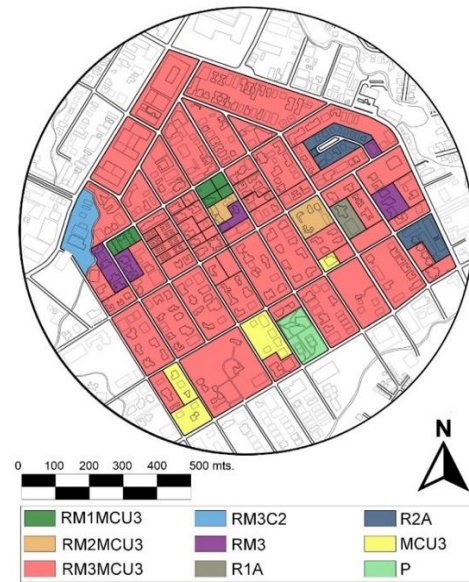 N
0 100 200 300 400 500 mts.
RM1MCU3 RM3C2 R2A
RM2MCU3 RM3 MCU3
RM3MCU3 R1A P